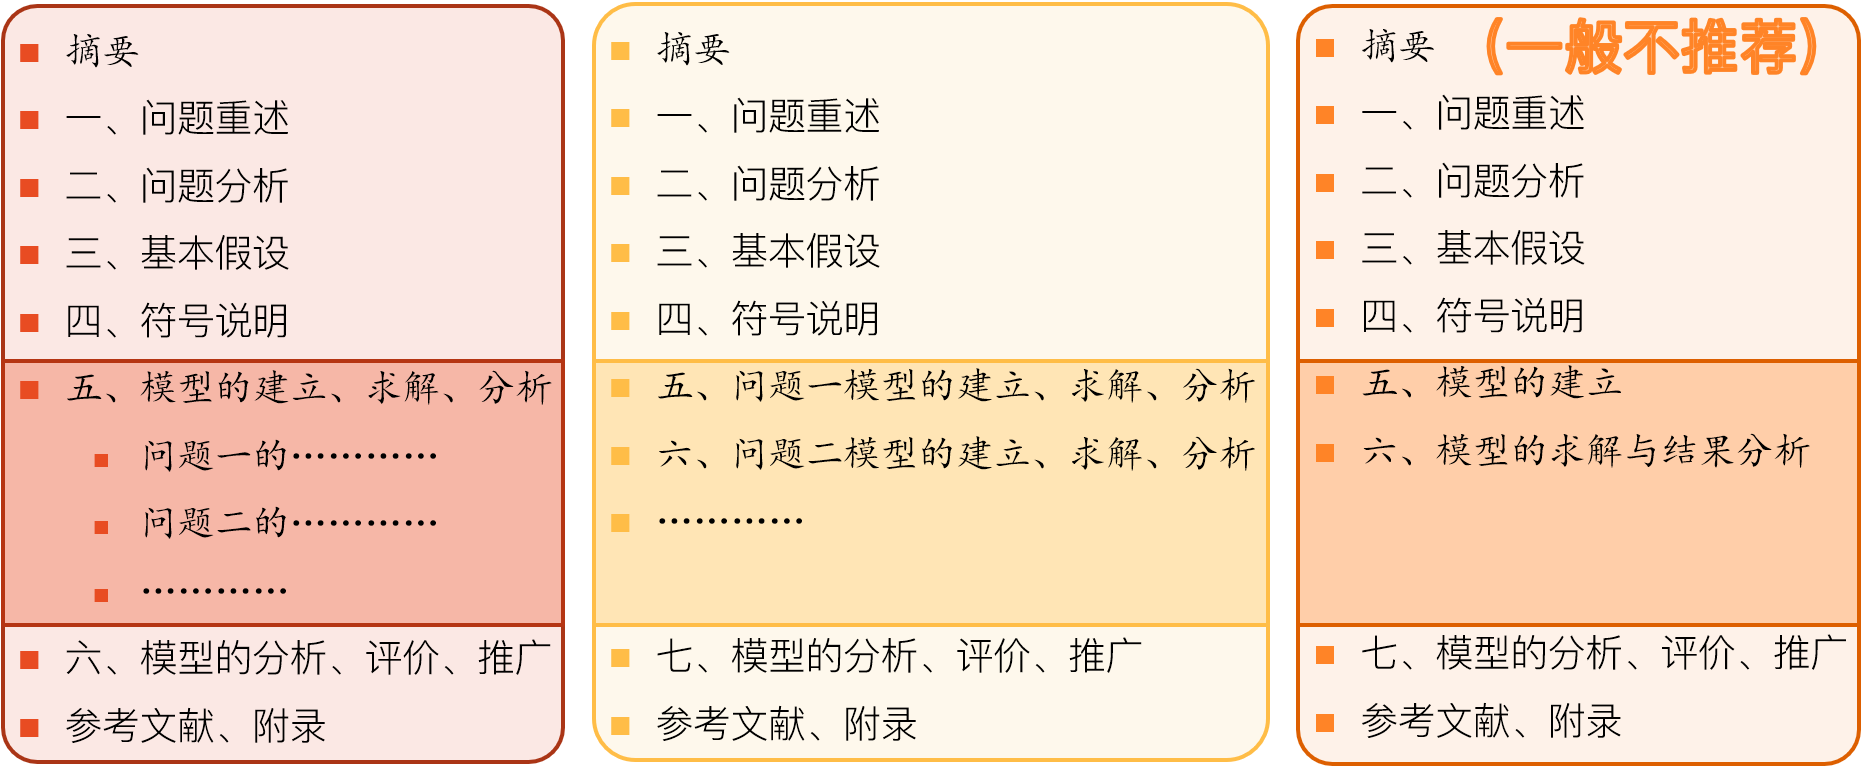 摘要
一、问题重述
二、问题分析
三、基本假设
四、符号说明
五、模型的建立、求解、分析
问题一的…………
问题二的…………
…………
六、模型的分析、评价、推广
参考文献、附录
摘要
一、问题重述
二、问题分析
三、基本假设
四、符号说明
五、问题一模型的建立、求解、分析
六、问题二模型的建立、求解、分析
…………
七、模型的分析、评价、推广
参考文献、附录
摘要 （一般不推荐）
一、问题重述
二、问题分析
三、基本假设
四、符号说明
五、模型的建立
六、模型的求解与结果分析
七、模型的分析、评价、推广
参考文献、附录